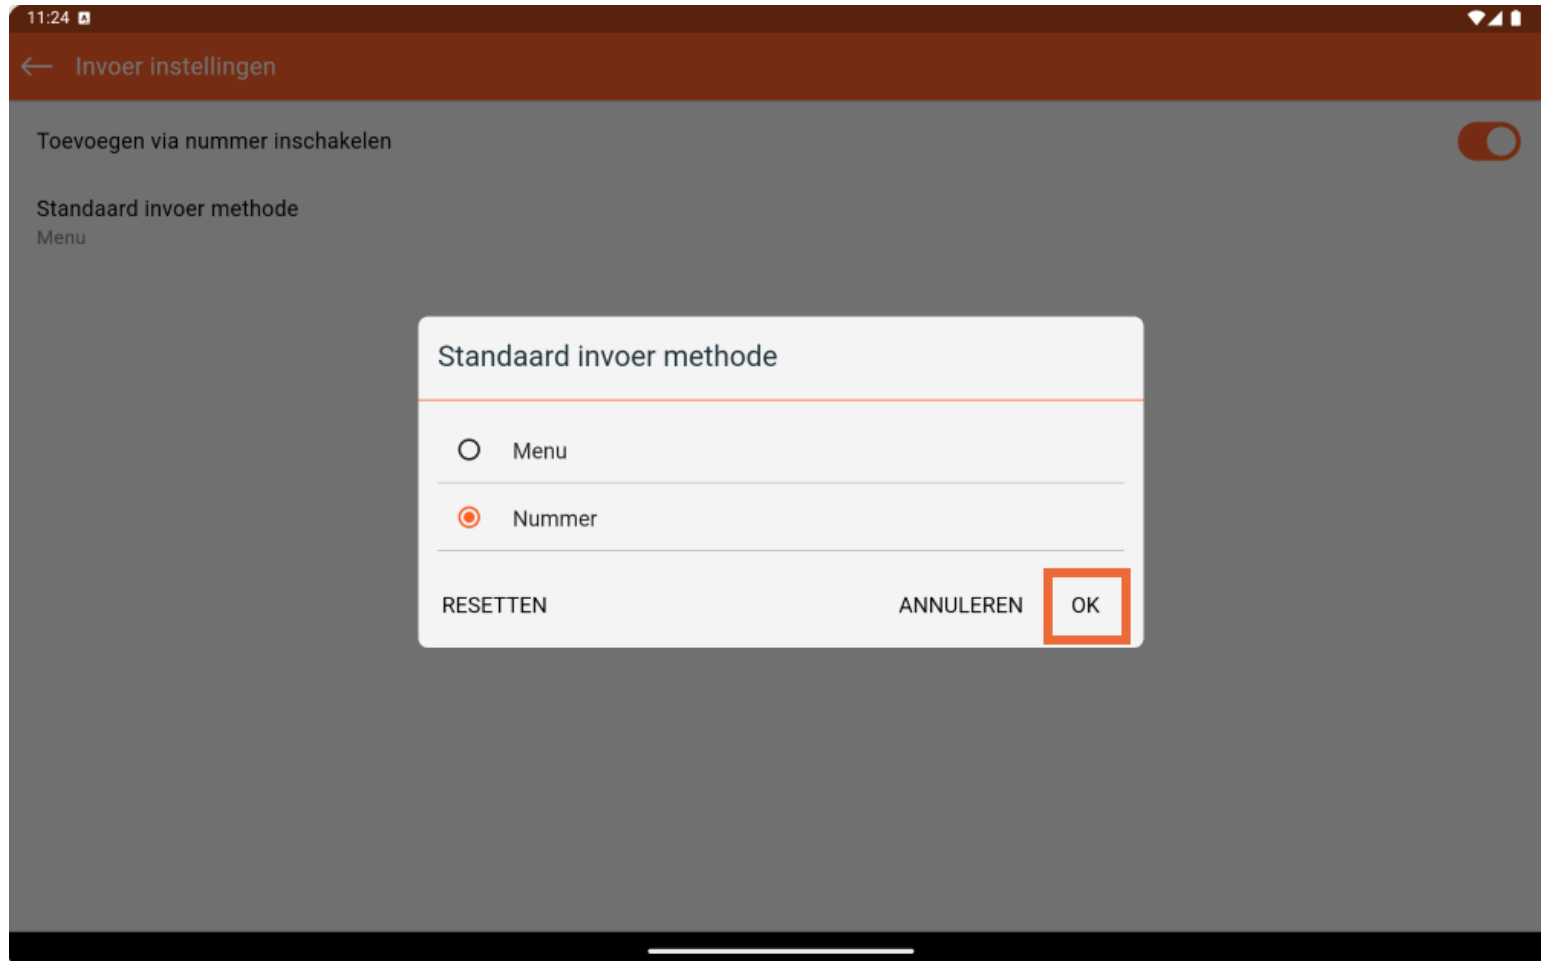 11:24
Invoer instellingen
Toevoegen via nummer inschakelen
Standaard invoer methode
Menu
Standaard invoer methode
Menu
Nummer
RESETTEN ANNULEREN OK